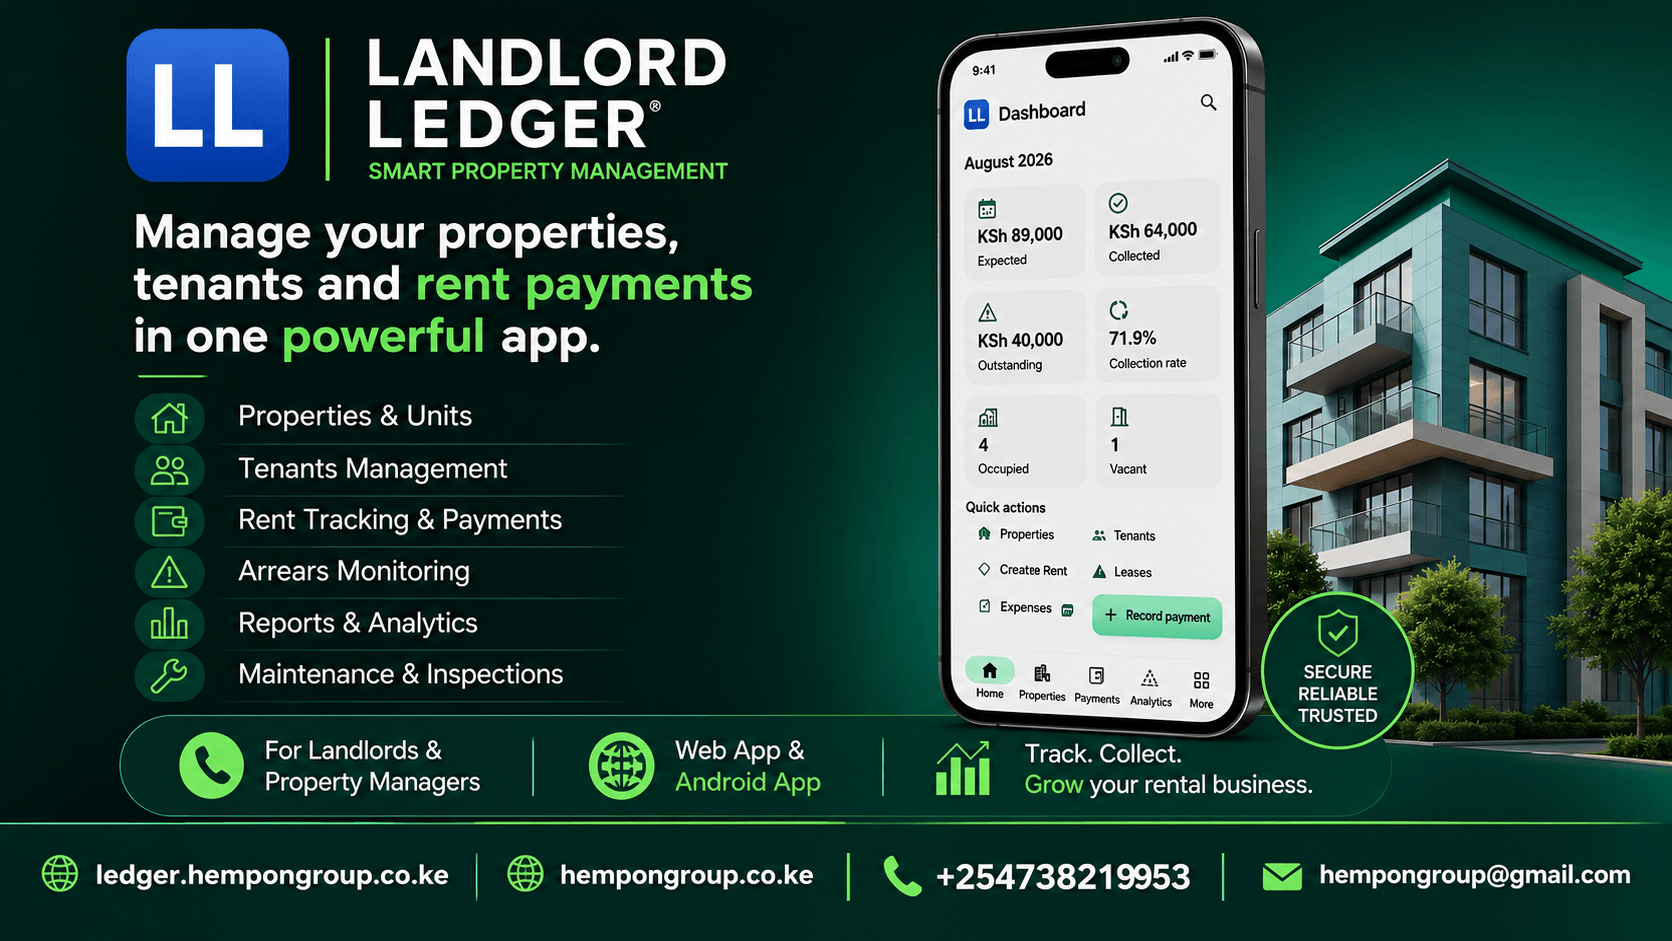 LL
LANDLORD
LEDGER®
SMART PROPERTY MANAGEMENT
Manage your properties,
tenants and rent payments
in one powerful app.
Properties & Units
Tenants Management
Rent Tracking & Payments
Arrears Monitoring
Reports & Analytics
Maintenance & Inspections
9:41
LL Dashboard
August 2026
KSh 89,000
Expected
KSh 64,000
Collected
KSh 40,000
Outstanding
71.9%
Collection rate
4
Occupied
1
Vacant
Quick actions
Properties
Tenants
Createe Rent
Leases
Expenses
+ Record payment
Home
Properties
Payments
Analytics
More
SECURE
RELIABLE
TRUSTED
For Landlords &
Property Managers
Web App &
Android App
Track. Collect.
Grow your rental business.
ledger.hempongroup.co.ke
hempongroup.co.ke
+254738219953
hempongroup@gmail.com